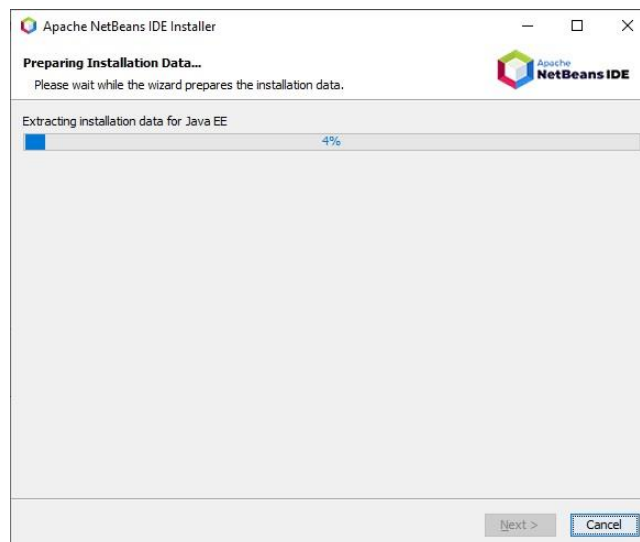 Apache NetBeans IDE Installer
Preparing Installation Data...
Please wait while the wizard prepares the installation data.
Apache
NetBeans IDE
Extracting installation data for Java EE
4%
Next >
Cancel